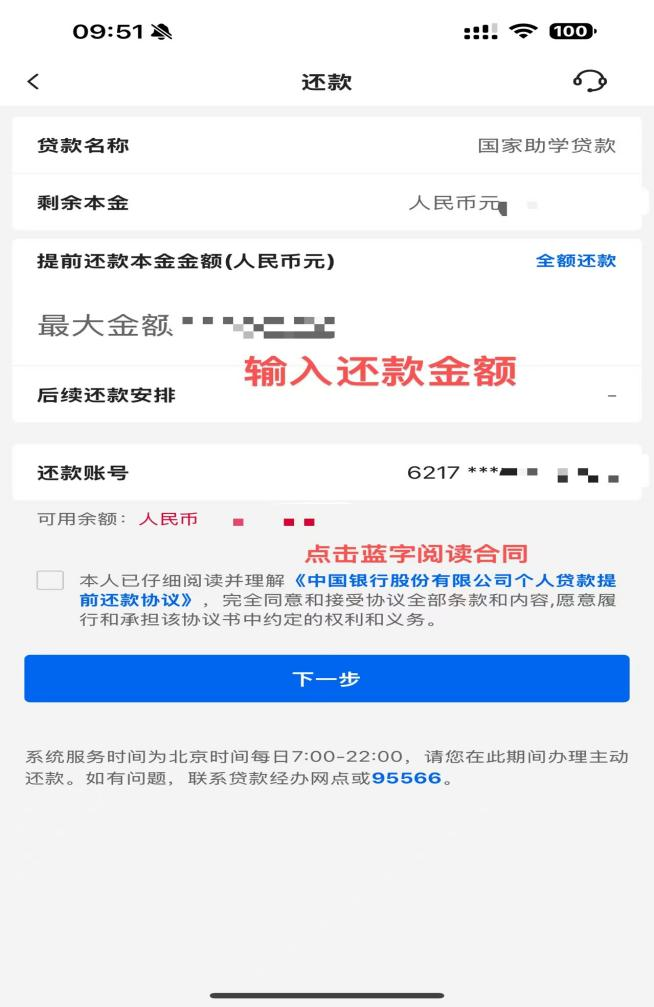 09:51
100
还款
贷款名称 国家助学贷款
剩余本金 人民币元
提前还款本金金额(人民币元) 全额还款
最大金额
输入还款金额
后续还款安排 –
还款账号 6217 ***
可用余额：人民币
点击蓝字阅读合同
本人已仔细阅读并理解《中国银行股份有限公司个人贷款提
前还款协议》，完全同意和接受协议全部条款和内容,愿意履
行和承担该协议书中约定的权利和义务。
下一步
系统服务时间为北京时间每日7:00-22:00，请您在此期间办理主动
还款。如有问题，联系贷款经办网点或95566。